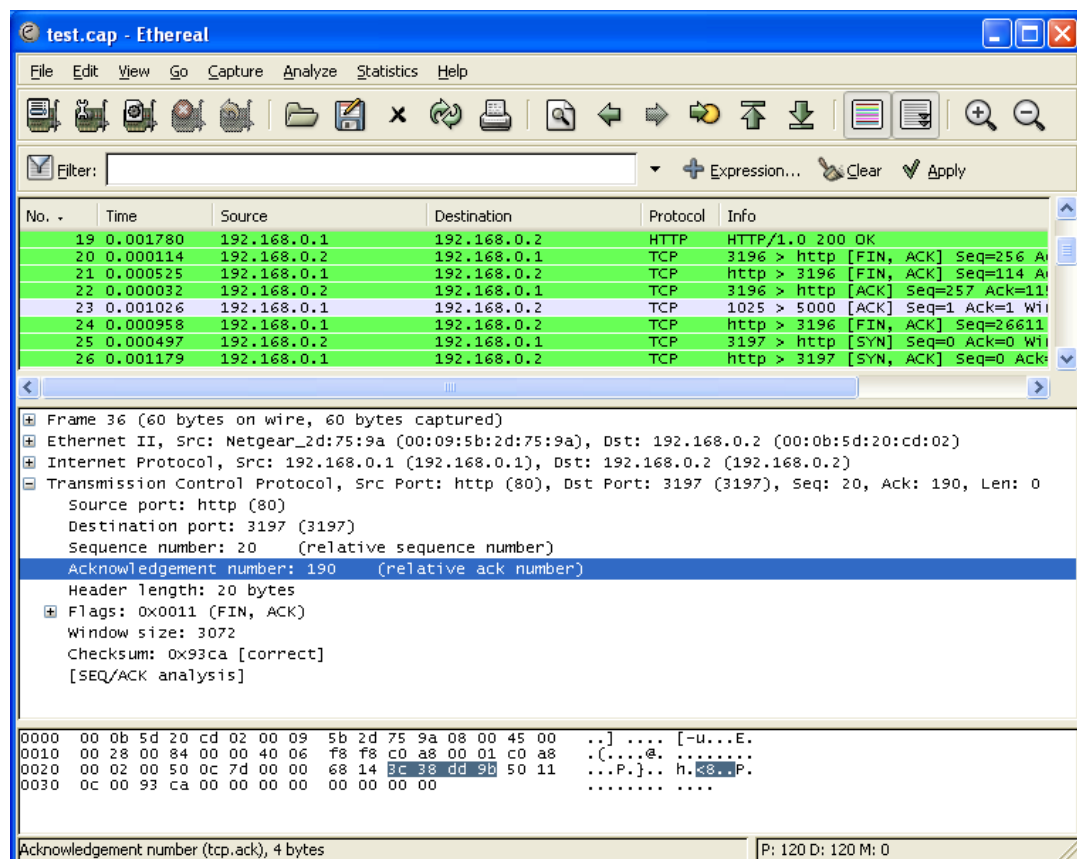 test.cap - Ethereal
File Edit View Go Capture Analyze Statistics Help
Filter: Expression... Clear Apply
No. Time Source Destination Protocol Info
19 0.001780 192.168.0.1 192.168.0.2 HTTP HTTP/1.0 200 OK
20 0.000114 192.168.0.2 192.168.0.1 TCP 3196 > http [FIN, ACK] Seq=256 A
21 0.000525 192.168.0.1 192.168.0.2 TCP http > 3196 [FIN, ACK] Seq=114 A
22 0.000032 192.168.0.2 192.168.0.1 TCP 3196 > http [ACK] Seq=257 Ack=11
23 0.001026 192.168.0.1 192.168.0.2 TCP 1025 > 5000 [ACK] Seq=1 Ack=1 Wi
24 0.000958 192.168.0.1 192.168.0.2 TCP http > 3196 [FIN, ACK] Seq=26611
25 0.000497 192.168.0.2 192.168.0.1 TCP 3197 > http [SYN] Seq=0 Ack=0 Wi
26 0.001179 192.168.0.1 192.168.0.2 TCP http > 3197 [SYN, ACK] Seq=0 Ack
Frame 36 (60 bytes on wire, 60 bytes captured)
Ethernet II, Src: Netgear_2d:75:9a (00:09:5b:2d:75:9a), Dst: 192.168.0.2 (00:0b:5d:20:cd:02)
Internet Protocol, Src: 192.168.0.1 (192.168.0.1), Dst: 192.168.0.2 (192.168.0.2)
Transmission Control Protocol, Src Port: http (80), Dst Port: 3197 (3197), Seq: 20, Ack: 190, Len: 0
Source port: http (80)
Destination port: 3197 (3197)
Sequence number: 20 (relative sequence number)
Acknowledgement number: 190 (relative ack number)
Header length: 20 bytes
Flags: 0x0011 (FIN, ACK)
Window size: 3072
Checksum: 0x93ca [correct]
[SEQ/ACK analysis]
0000 00 0b 5d 20 cd 02 00 09 5b 2d 75 9a 08 00 45 00 ..] .... [-u...E.
0010 00 28 00 84 00 00 40 06 f8 f8 c0 a8 00 01 c0 a8 .(....@. ........
0020 00 02 00 50 0c 7d 00 00 68 14 3c 38 dd 9b 50 11 ...P.}.. h.<8..P.
0030 0c 00 93 ca 00 00 00 00 00 00 00 00 ........ ....
Acknowledgement number (tcp.ack), 4 bytes P: 120 D: 120 M: 0